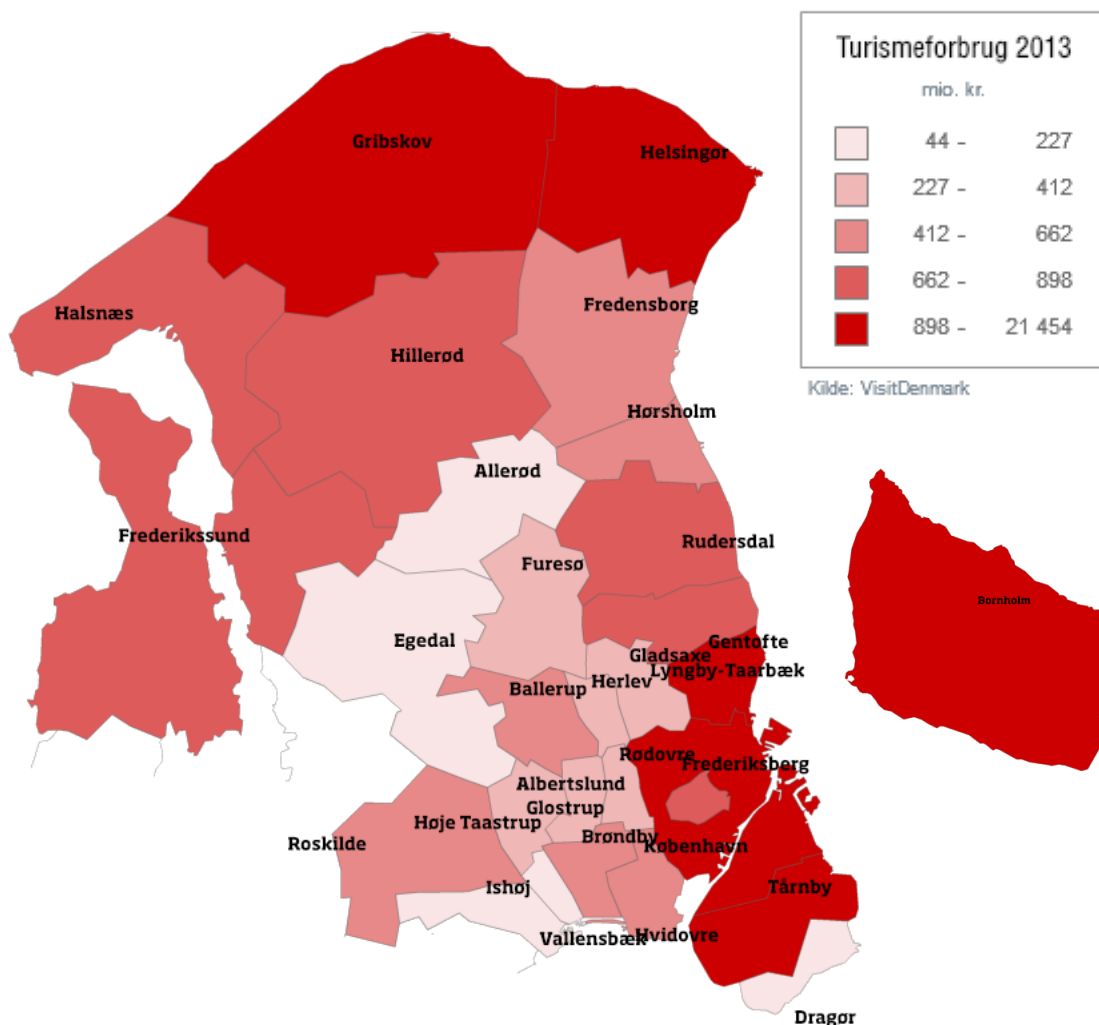 Turismeforbrug 2013
mio. kr.
44 - 227
227 - 412
412 - 662
662 - 898
898 - 21 454
Kilde: VisitDenmark
Gribskov
Helsingør
Halsnæs
Fredensborg
Hillerød
Hørsholm
Allerød
Frederikssund
Rudersdal
Furesø
Bornholm
Egedal
Gentofte
Gladsaxe
Lyngby-Taarbæk
Herlev
Ballerup
Rødovre
Frederiksberg
Albertslund
Glostrup
Høje Taastrup
Brøndby
København
Roskilde
Ishøj
Tårnby
Vallensbæk
Hvidovre
Dragør